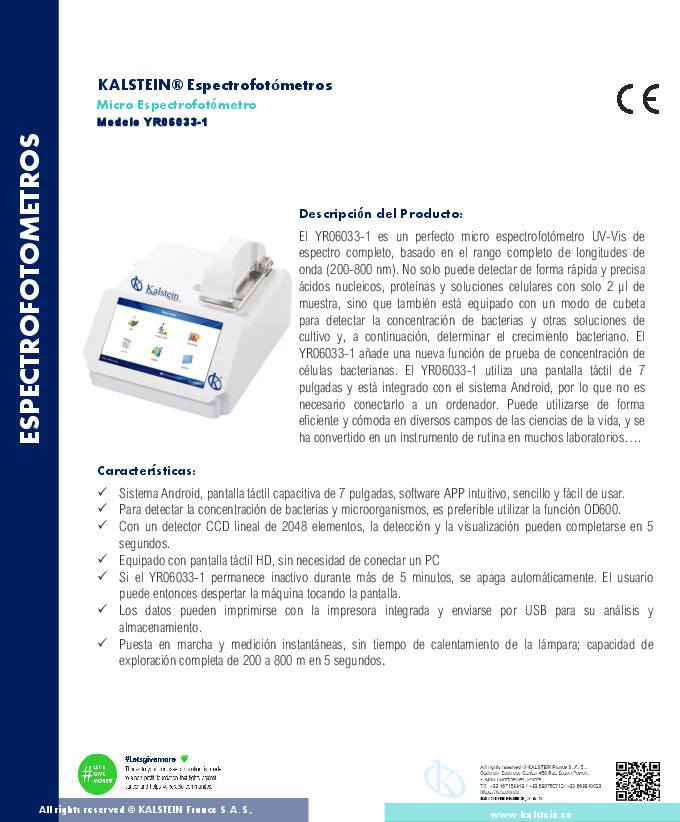 ESPECTROFOTOMETROS
KALSTEIN® Espectrofotómetros
Micro Espectrofotómetro
Modelo YR06033-1
CE
Kalstein
Descripción del Producto:
El YR06033-1 es un perfecto micro espectrofotómetro UV-Vis de
espectro completo, basado en el rango completo de longitudes de
onda (200-800 nm). No solo puede detectar de forma rápida y precisa
ácidos nucleicos, proteínas y soluciones celulares con solo 2 µl de
muestra, sino que también está equipado con un modo de cubeta
para detectar la concentración de bacterias y otras soluciones de
cultivo y, a continuación, determinar el crecimiento bacteriano. El
YR06033-1 añade una nueva función de prueba de concentración de
células bacterianas. El YR06033-1 utiliza una pantalla táctil de 7
pulgadas y está integrado con el sistema Android, por lo que no es
necesario conectarlo a un ordenador. Puede utilizarse de forma
eficiente y cómoda en diversos campos de las ciencias de la vida, y se
ha convertido en un instrumento de rutina en muchos laboratorios….
Características:
✓ Sistema Android, pantalla táctil capacitiva de 7 pulgadas, software APP intuitivo, sencillo y fácil de usar.
✓ Para detectar la concentración de bacterias y microorganismos, es preferible utilizar la función OD600.
✓ Con un detector CCD lineal de 2048 elementos, la detección y la visualización pueden completarse en 5
segundos.
✓ Equipado con pantalla táctil HD, sin necesidad de conectar un PC
✓ Si el YR06033-1 permanece inactivo durante más de 5 minutos, se apaga automáticamente. El usuario
puede entonces despertar la máquina tocando la pantalla.
✓ Los datos pueden imprimirse con la impresora integrada y enviarse por USB para su análisis y
almacenamiento.
✓ Puesta en marcha y medición instantáneas, sin tiempo de calentamiento de la lámpara; capacidad de
exploración completa de 200 a 800 m en 5 segundos.
#LET'S
GIVE
MORE
#Letsgivemore
All rights reserved © KALSTEIN France S. A. S.,
KALSTEIN FRANCE, S. A. S
All rights reserved © KALSTEIN France S. A. S.,
www.kalstein.eu